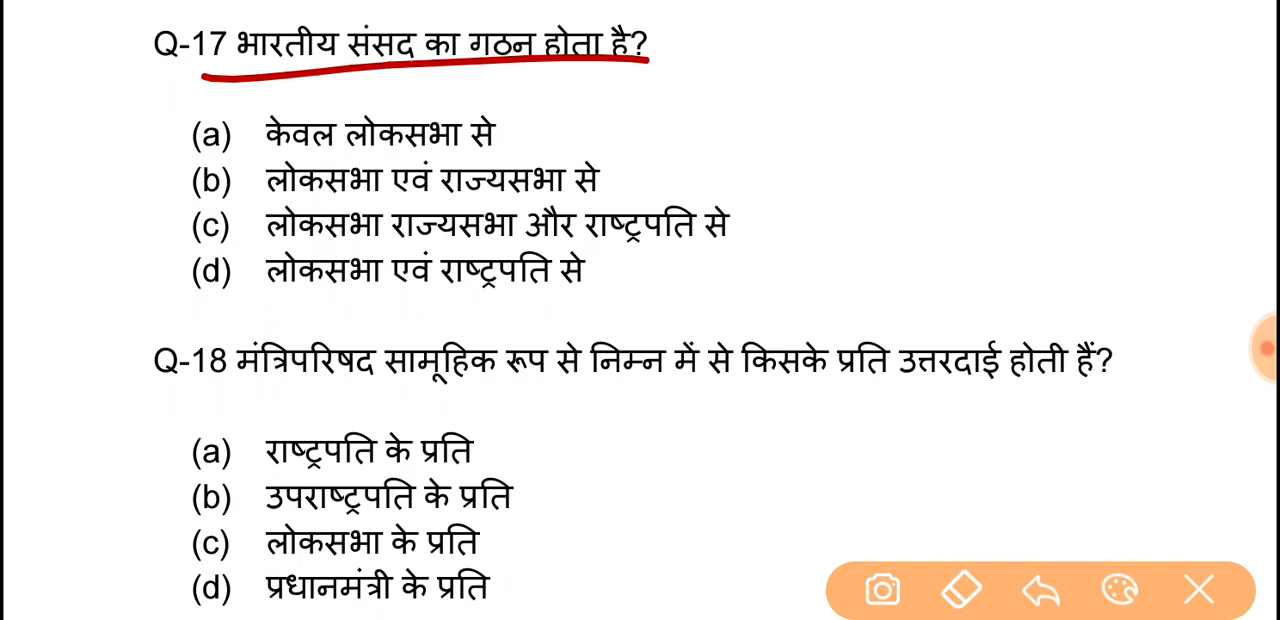 Q-17 भारतीय संसद का गठन होता है?
(a) केवल लोकसभा से
(b) लोकसभा एवं राज्यसभा से
(c) लोकसभा राज्यसभा और राष्ट्रपति से
(d) लोकसभा एवं राष्ट्रपति से
Q-18 मंत्रिपरिषद सामूहिक रूप से निम्न में से किसके प्रति उत्तरदाई होती हैं?
(a) राष्ट्रपति के प्रति
(b) उपराष्ट्रपति के प्रति
(c) लोकसभा के प्रति
(d) प्रधानमंत्री के प्रति